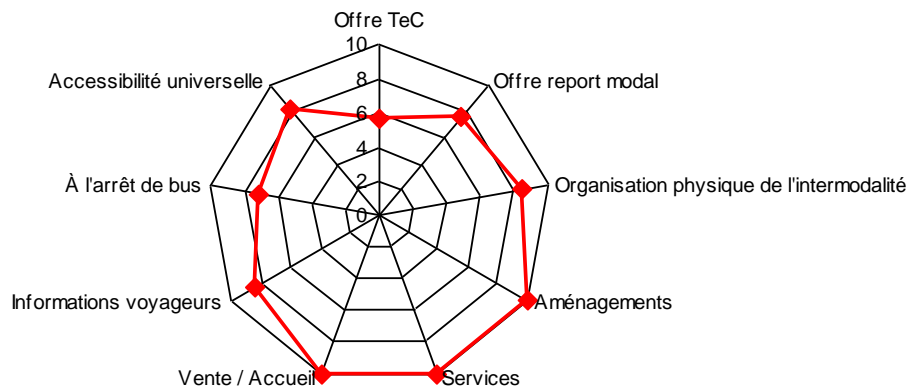 Offre TeC
10
Accessibilité universelle
8
Offre report modal
6
À l'arrêt de bus
4
Organisation physique de l'intermodalité
2
0
Informations voyageurs
Aménagements
Vente / Accueil
Services